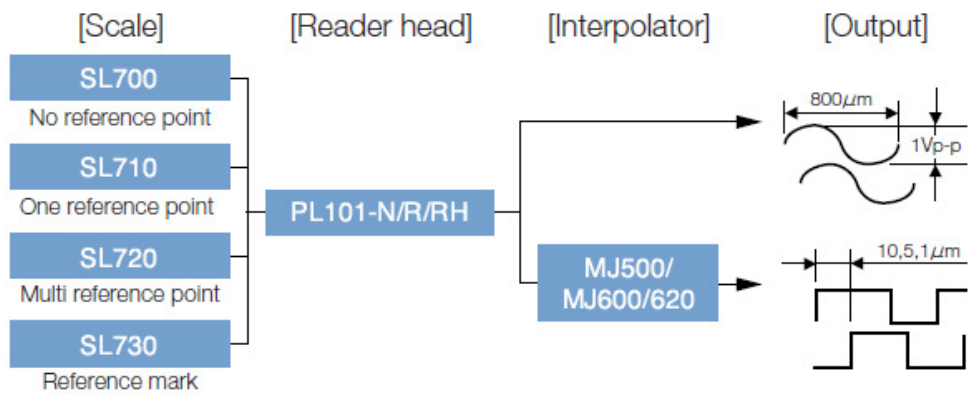 [Scale] [Reader head] [Interpolator] [Output]
SL700
No reference point
SL710
One reference point
SL720
Multi reference point
SL730
Reference mark
PL101-N/R/RH
MJ500/
MJ600/620
800μm
1Vp-p
10,5,1μm